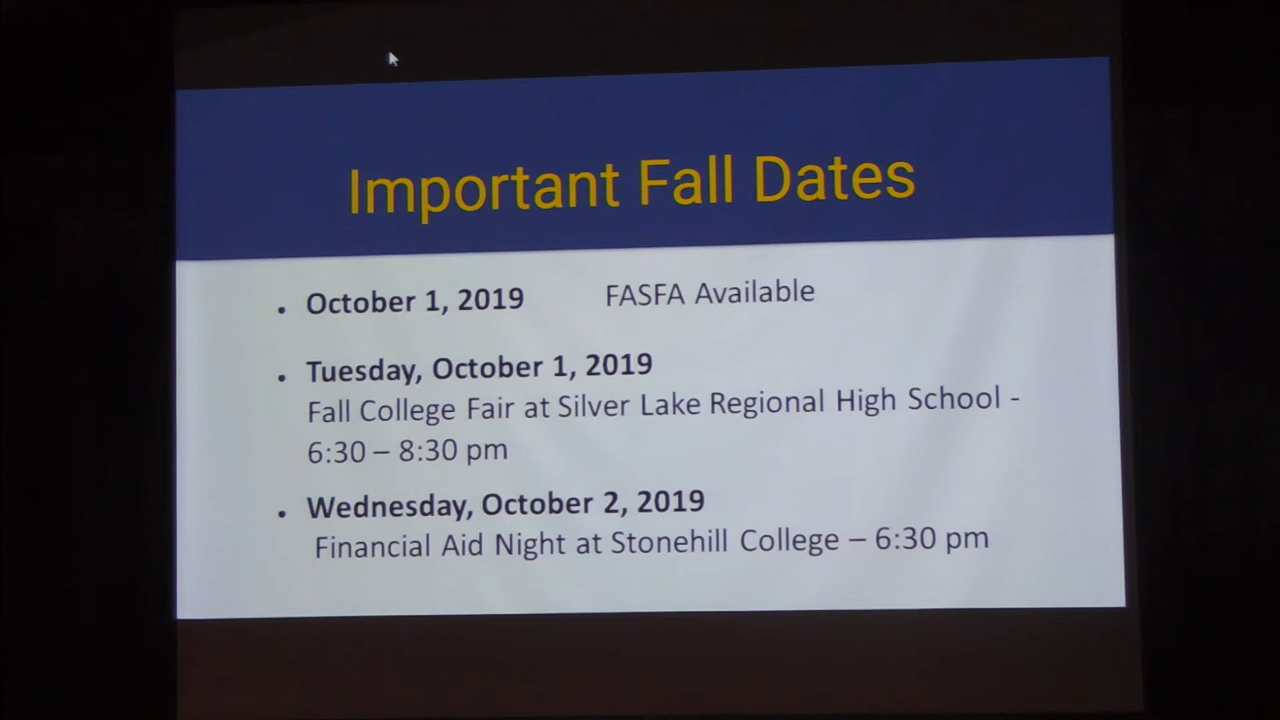 Important Fall Dates
• October 1, 2019 FASFA Available
• Tuesday, October 1, 2019
Fall College Fair at Silver Lake Regional High School -
6:30 – 8:30 pm
• Wednesday, October 2, 2019
Financial Aid Night at Stonehill College – 6:30 pm